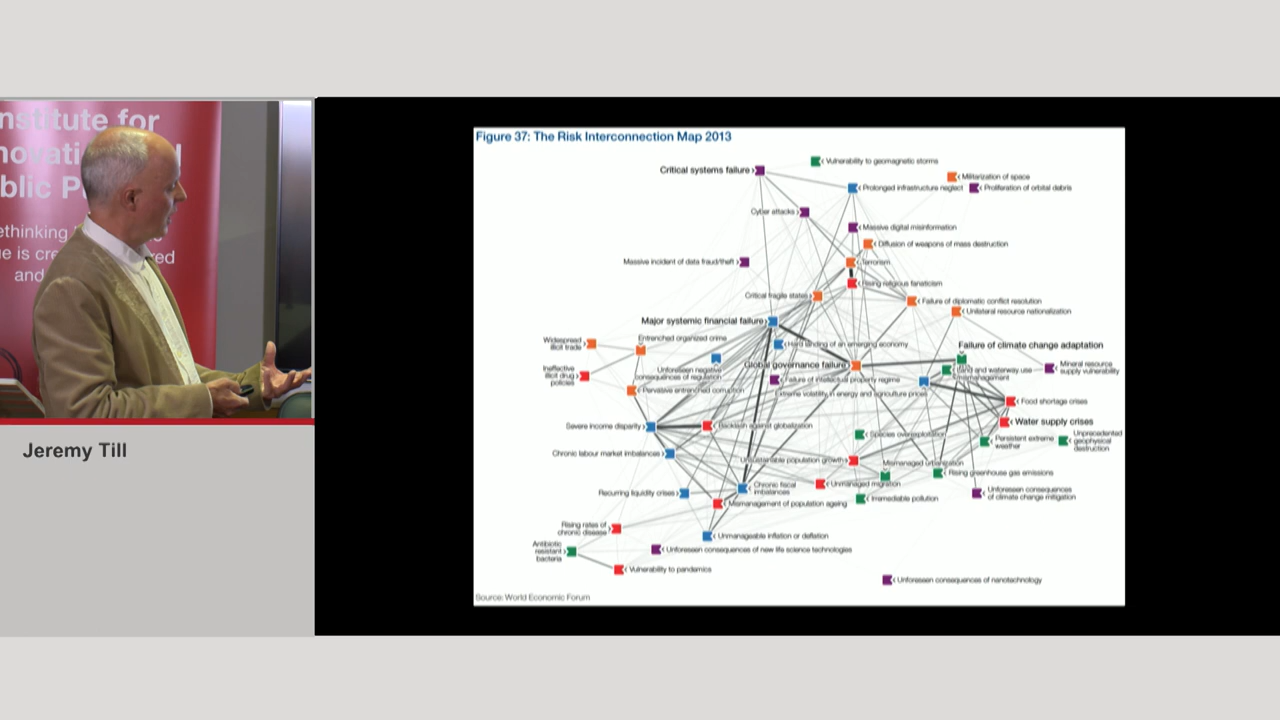 nstitute for
novati
blic P
ethinking
ue is cre red
and
Jeremy Till
Figure 37: The Risk Interconnection Map 2013
Critical systems failure
Vulnerability to geomagnetic storms
Militarization of space
Prolonged infrastructure neglect
Proliferation of orbital debris
Cyber attacks
Massive digital misinformation
Diffusion of weapons of mass destruction
Massive incident of data fraud/theft
Terrorism
Rising religious fanaticism
Critical fragile states
Failure of diplomatic conflict resolution
Unilateral resource nationalization
Major systemic financial failure
Widespread
illicit trade
Entrenched organized crime
Hard landing of an emerging economy
Failure of climate change adaptation
Global governance failure
Ineffective
illicit drug
policies
Unforeseen negative
consequences of regulation
Failure of intellectual property regime
Land and waterway use
mismanagement
Mineral resource
supply vulnerability
Pervasive entrenched corruption
Extreme volatility in energy and agriculture prices
Food shortage crises
Water supply crises
Severe income disparity
Backlash against globalization
Species overexploitation
Persistent extreme
weather
Unprecedented
geophysical
destruction
Chronic labour market imbalances
Unsustainable population growth
Mismanaged urbanization
Rising greenhouse gas emissions
Recurring liquidity crises
Chronic fiscal
imbalances
Unmanaged migration
Irremediable pollution
Unforeseen consequences
of climate change mitigation
Mismanagement of population ageing
Rising rates of
chronic disease
Unmanageable inflation or deflation
Antibiotic
resistant
bacteria
Unforeseen consequences of new life science technologies
Vulnerability to pandemics
Unforeseen consequences of nanotechnology
Source: World Economic Forum